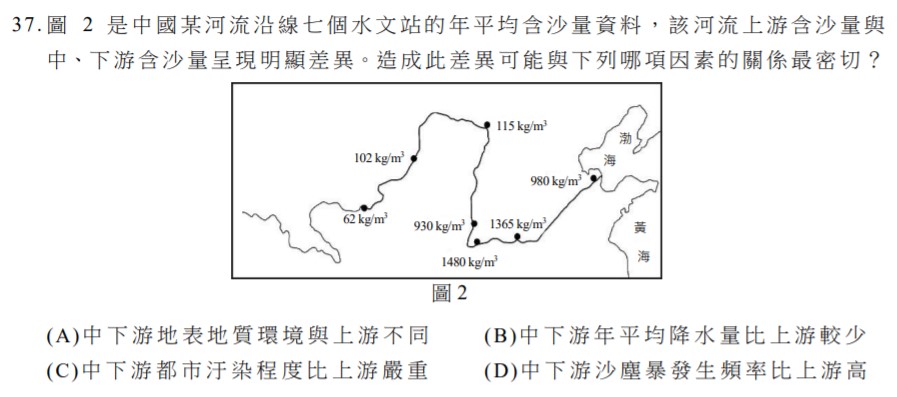 37.圖 2 是中國某河流沿線七個水文站的年平均含沙量資料，該河流上游含沙量與
中、下游含沙量呈現明顯差異。造成此差異可能與下列哪項因素的關係最密切？
115 kg/m³
渤
102 kg/m³
海
980 kg/m³
62 kg/m³
930 kg/m³ 1365 kg/m³
黃
1480 kg/m³
海
圖 2
(A)中下游地表地質環境與上游不同 (B)中下游年平均降水量比上游較少
(C)中下游都市汙染程度比上游嚴重 (D)中下游沙塵暴發生頻率比上游高